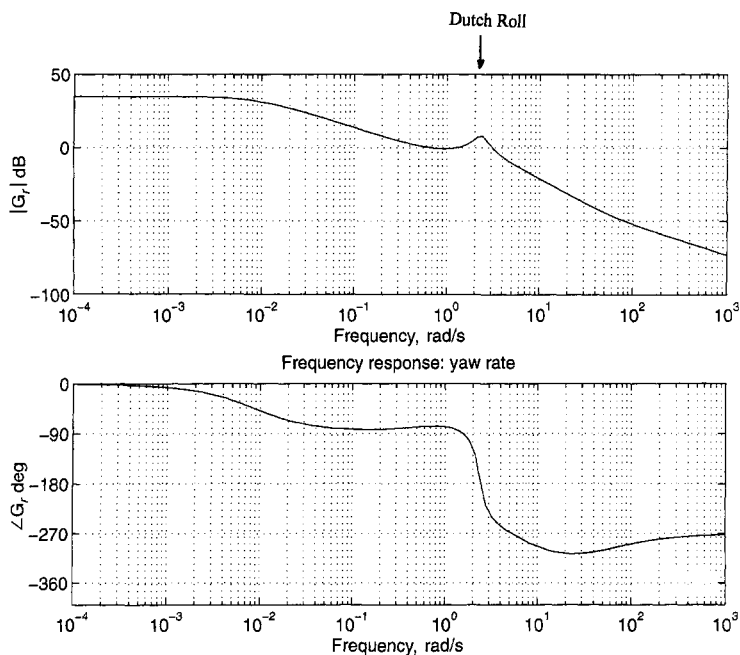 Dutch Roll
50
0
−50
−100
|G_r| dB
10^-4 10^-3 10^-2 10^-1 10^0 10^1 10^2 10^3
Frequency, rad/s
Frequency response: yaw rate
0
−90
−180
−270
−360
∠G_r deg
10^-4 10^-3 10^-2 10^-1 10^0 10^1 10^2 10^3
Frequency, rad/s